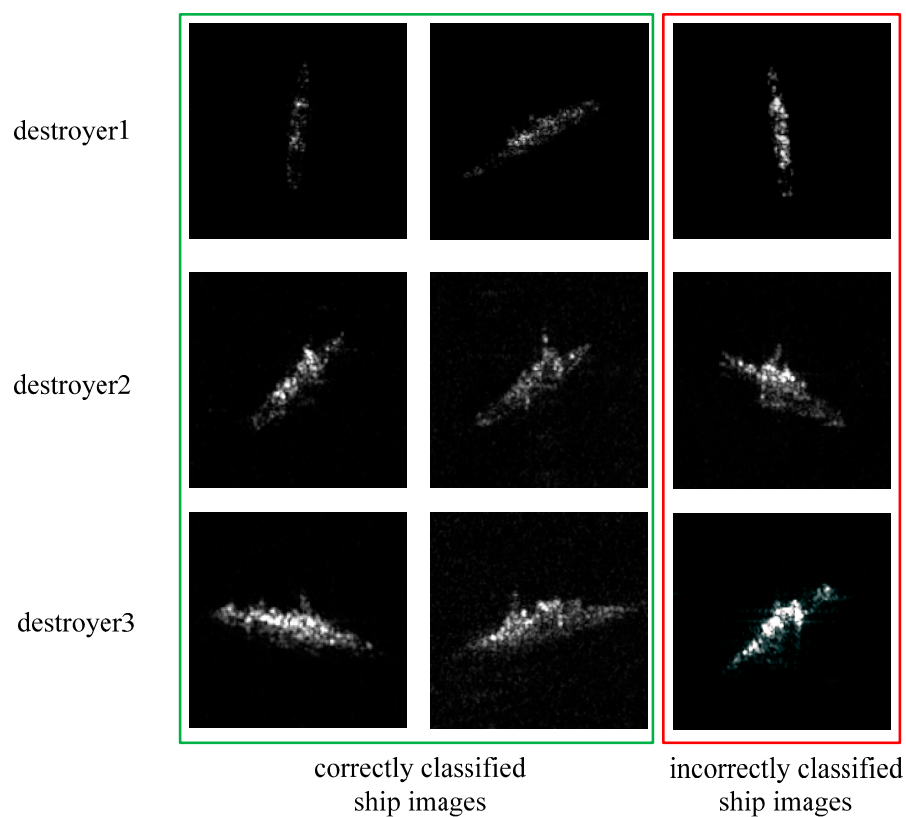 destroyer1
destroyer2
destroyer3
correctly classified
ship images
incorrectly classified
ship images